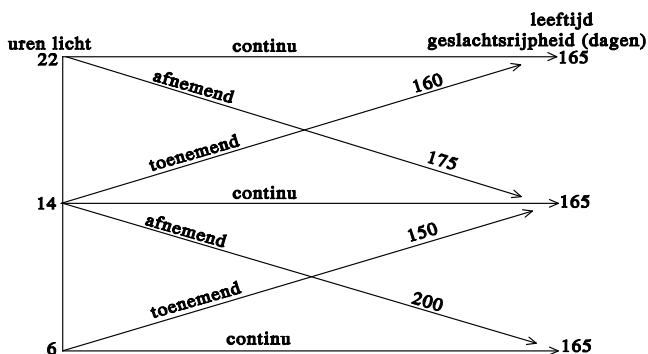 leeftijd
uren licht continu geslachtsrijpheid (dagen)
22 165
afnemend 160
toenemend 175
continu
14 165
afnemend 150
toenemend 200
continu
6 165